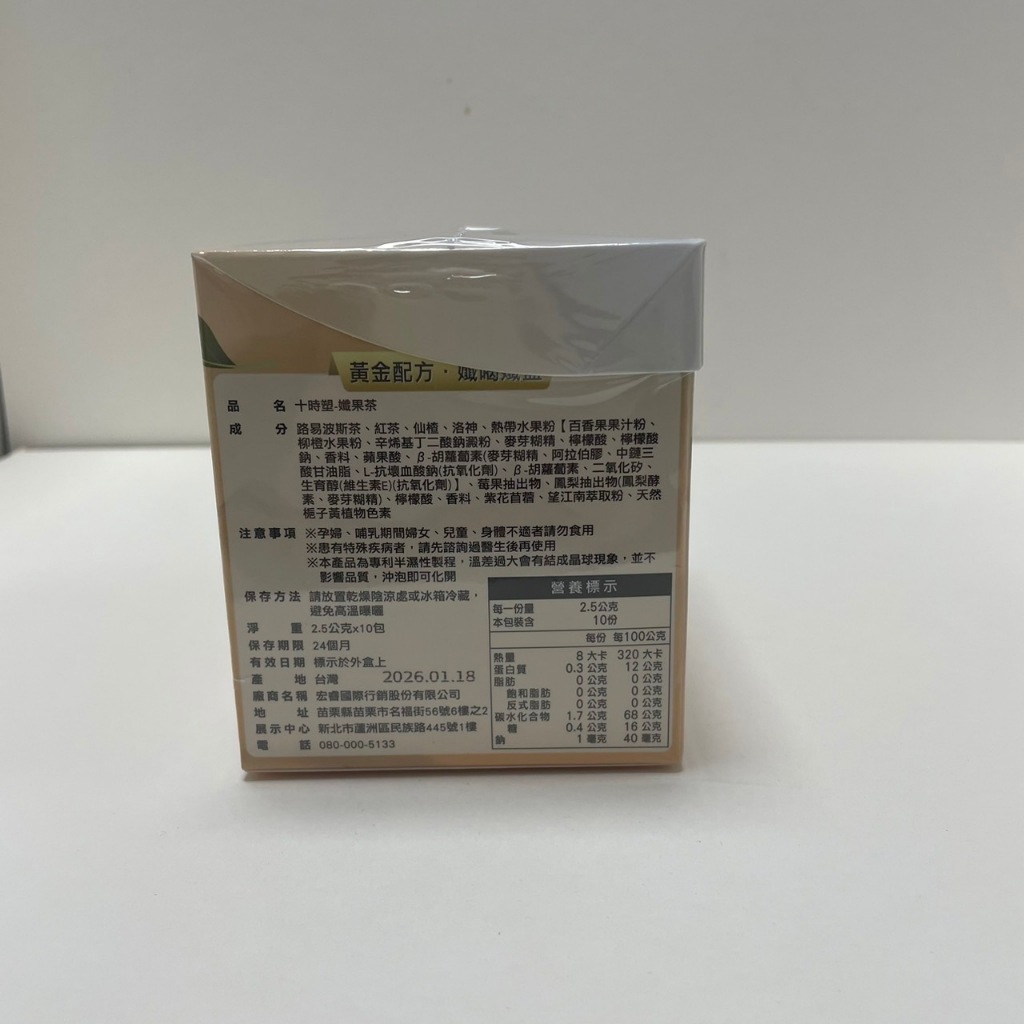 黃金配方．孅喝孅盈
品名 十時塑-孅果茶
成分 路易波斯茶、紅茶、仙楂、洛神、熱帶水果粉【百香果果汁粉、
柳橙水果粉、辛烯基丁二酸鈉澱粉、麥芽糊精、檸檬酸、檸檬酸
鈉、香料、蘋果酸、β-胡蘿蔔素(麥芽糊精、阿拉伯膠、中鏈三
酸甘油脂、L-抗壞血酸鈉(抗氧化劑)、β-胡蘿蔔素、二氧化矽、
生育醇(維生素E)(抗氧化劑)】、莓果抽出物、鳳梨抽出物(鳳梨酵
素、麥芽糊精)、檸檬酸、香料、紫花苜蓿、望江南萃取粉、天然
梔子黃植物色素
注意事項 ※孕婦、哺乳期間婦女、兒童、身體不適者請勿食用
※患有特殊疾病者，請先諮詢過醫生後再使用
※本產品為專利半濕性製程，溫差過大會有結成晶球現象，並不
影響品質，沖泡即可化開
保存方法 請放置乾燥陰涼處或冰箱冷藏，
避免高溫曝曬
淨重 2.5公克x10包
保存期限 24個月
有效日期 標示於外盒上
產地 台灣 2026.01.18
廠商名稱 宏睿國際行銷股份有限公司
地址 苗栗縣苗栗市名福街56號6樓之2
展示中心 新北市蘆洲區民族路445號1樓
電話 080-000-5133
營養標示
每一份量 2.5公克
本包裝含 10份
每份 每100公克
熱量 8 大卡 320 大卡
蛋白質 0.3 公克 12 公克
脂肪 0 公克 0 公克
飽和脂肪 0 公克 0 公克
反式脂肪 0 公克 0 公克
碳水化合物 1.7 公克 68 公克
糖 0.4 公克 16 公克
鈉 1 毫克 40 毫克